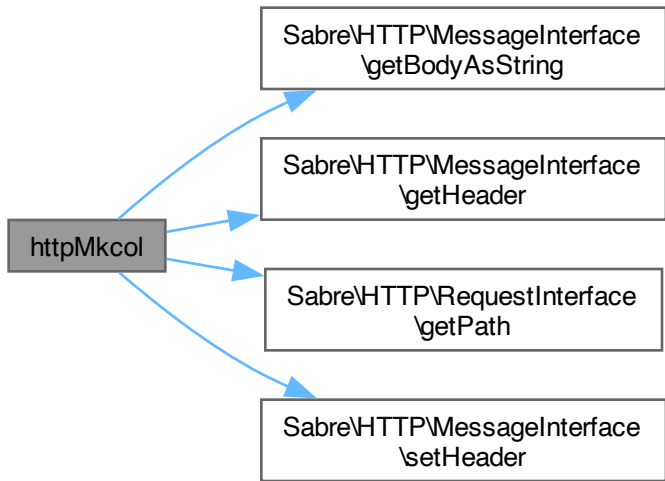 Sabre\HTTP\MessageInterface
\getBodyAsString
Sabre\HTTP\MessageInterface
\getHeader
httpMkcol
Sabre\HTTP\RequestInterface
\getPath
Sabre\HTTP\MessageInterface
\setHeader